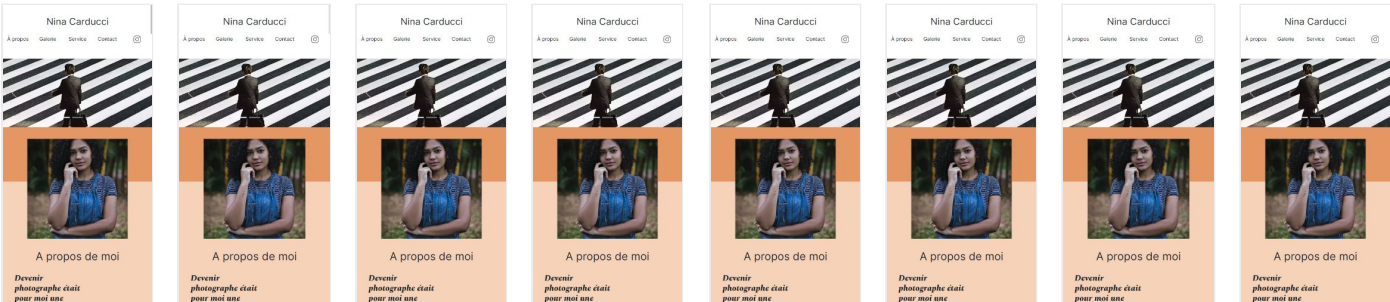 Nina Carducci Nina Carducci Nina Carducci Nina Carducci Nina Carducci Nina Carducci Nina Carducci Nina Carducci
À propos Galerie Service Contact À propos Galerie Service Contact À propos Galerie Service Contact À propos Galerie Service Contact À propos Galerie Service Contact À propos Galerie Service Contact À propos Galerie Service Contact À propos Galerie Service Contact
A propos de moi A propos de moi A propos de moi A propos de moi A propos de moi A propos de moi A propos de moi A propos de moi
Devenir Devenir Devenir Devenir Devenir Devenir Devenir Devenir
photographe était photographe était photographe était photographe était photographe était photographe était photographe était photographe était
pour moi une pour moi une pour moi une pour moi une pour moi une pour moi une pour moi une pour moi une